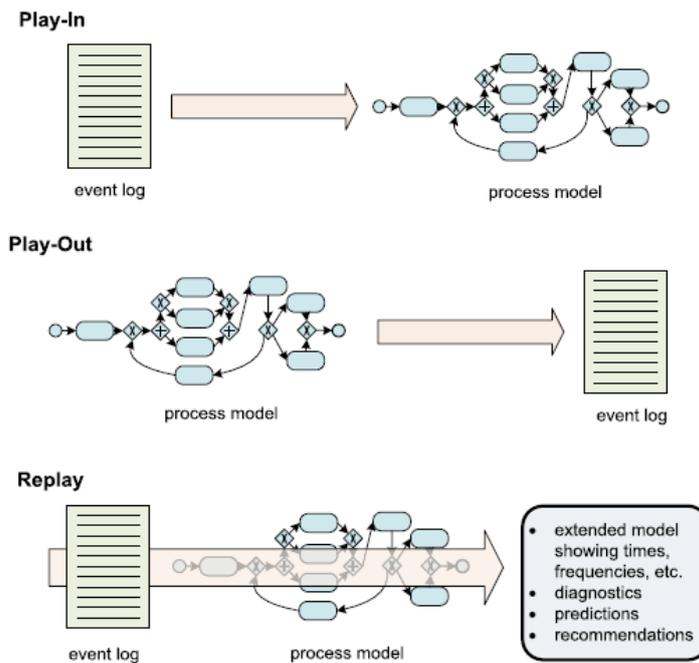 Play-In
event log
process model
Play-Out
process model
event log
Replay
event log
process model
• extended model
showing times,
frequencies, etc.
• diagnostics
• predictions
• recommendations